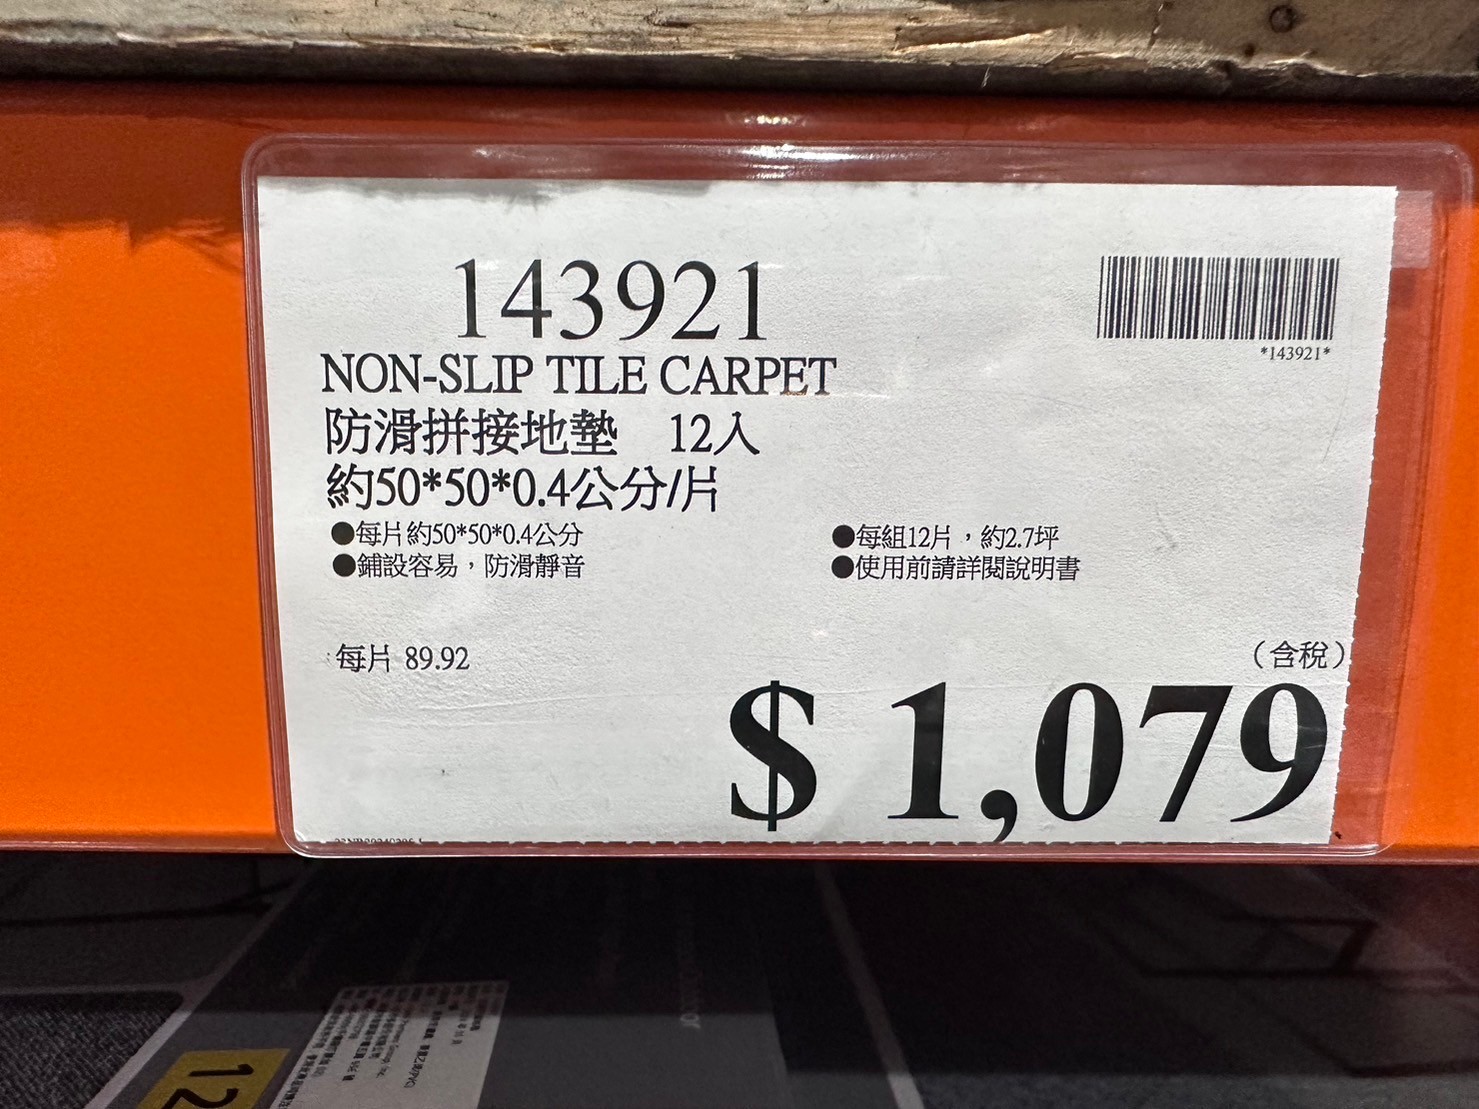 143921
*143921*
NON-SLIP TILE CARPET
防滑拼接地墊 12入
約50*50*0.4公分/片
●每片約50*50*0.4公分
●每組12片，約2.7坪
●鋪設容易，防滑靜音
●使用前請詳閱說明書
每片 89.92
（含稅）
$ 1,079
12